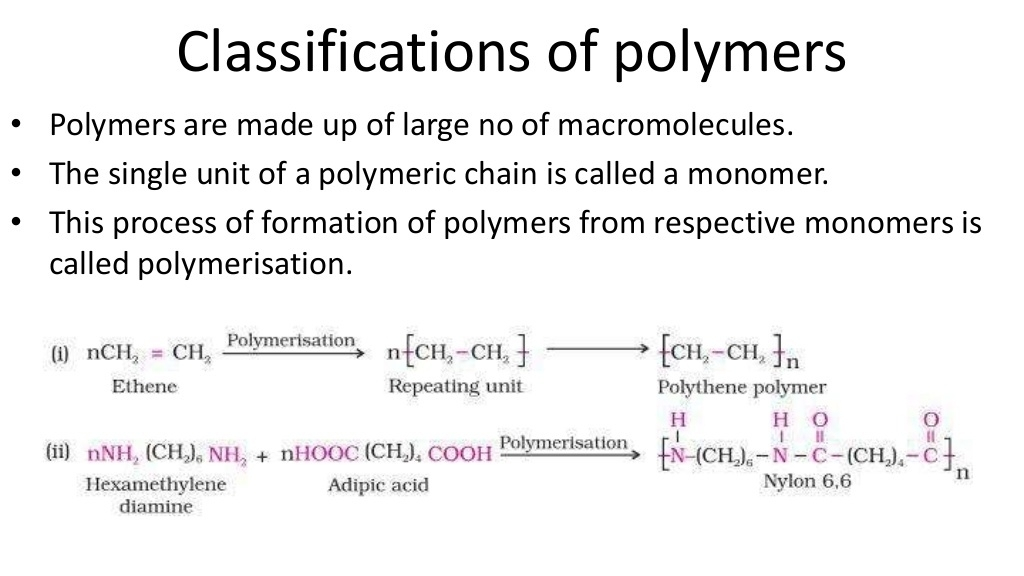 Classifications of polymers
• Polymers are made up of large no of macromolecules.
• The single unit of a polymeric chain is called a monomer.
• This process of formation of polymers from respective monomers is
called polymerisation.
(i) nCH₂ = CH₂ Polymerisation n[CH₂–CH₂] [CH₂–CH₂]n
Ethene Repeating unit Polythene polymer
H H O O
(ii) nNH₂ (CH₂)₆ NH₂ + nHOOC (CH₂)₄ COOH Polymerisation [N–(CH₂)₆–N–C–(CH₂)₄–C]n
Hexamethylene Adipic acid Nylon 6,6
diamine